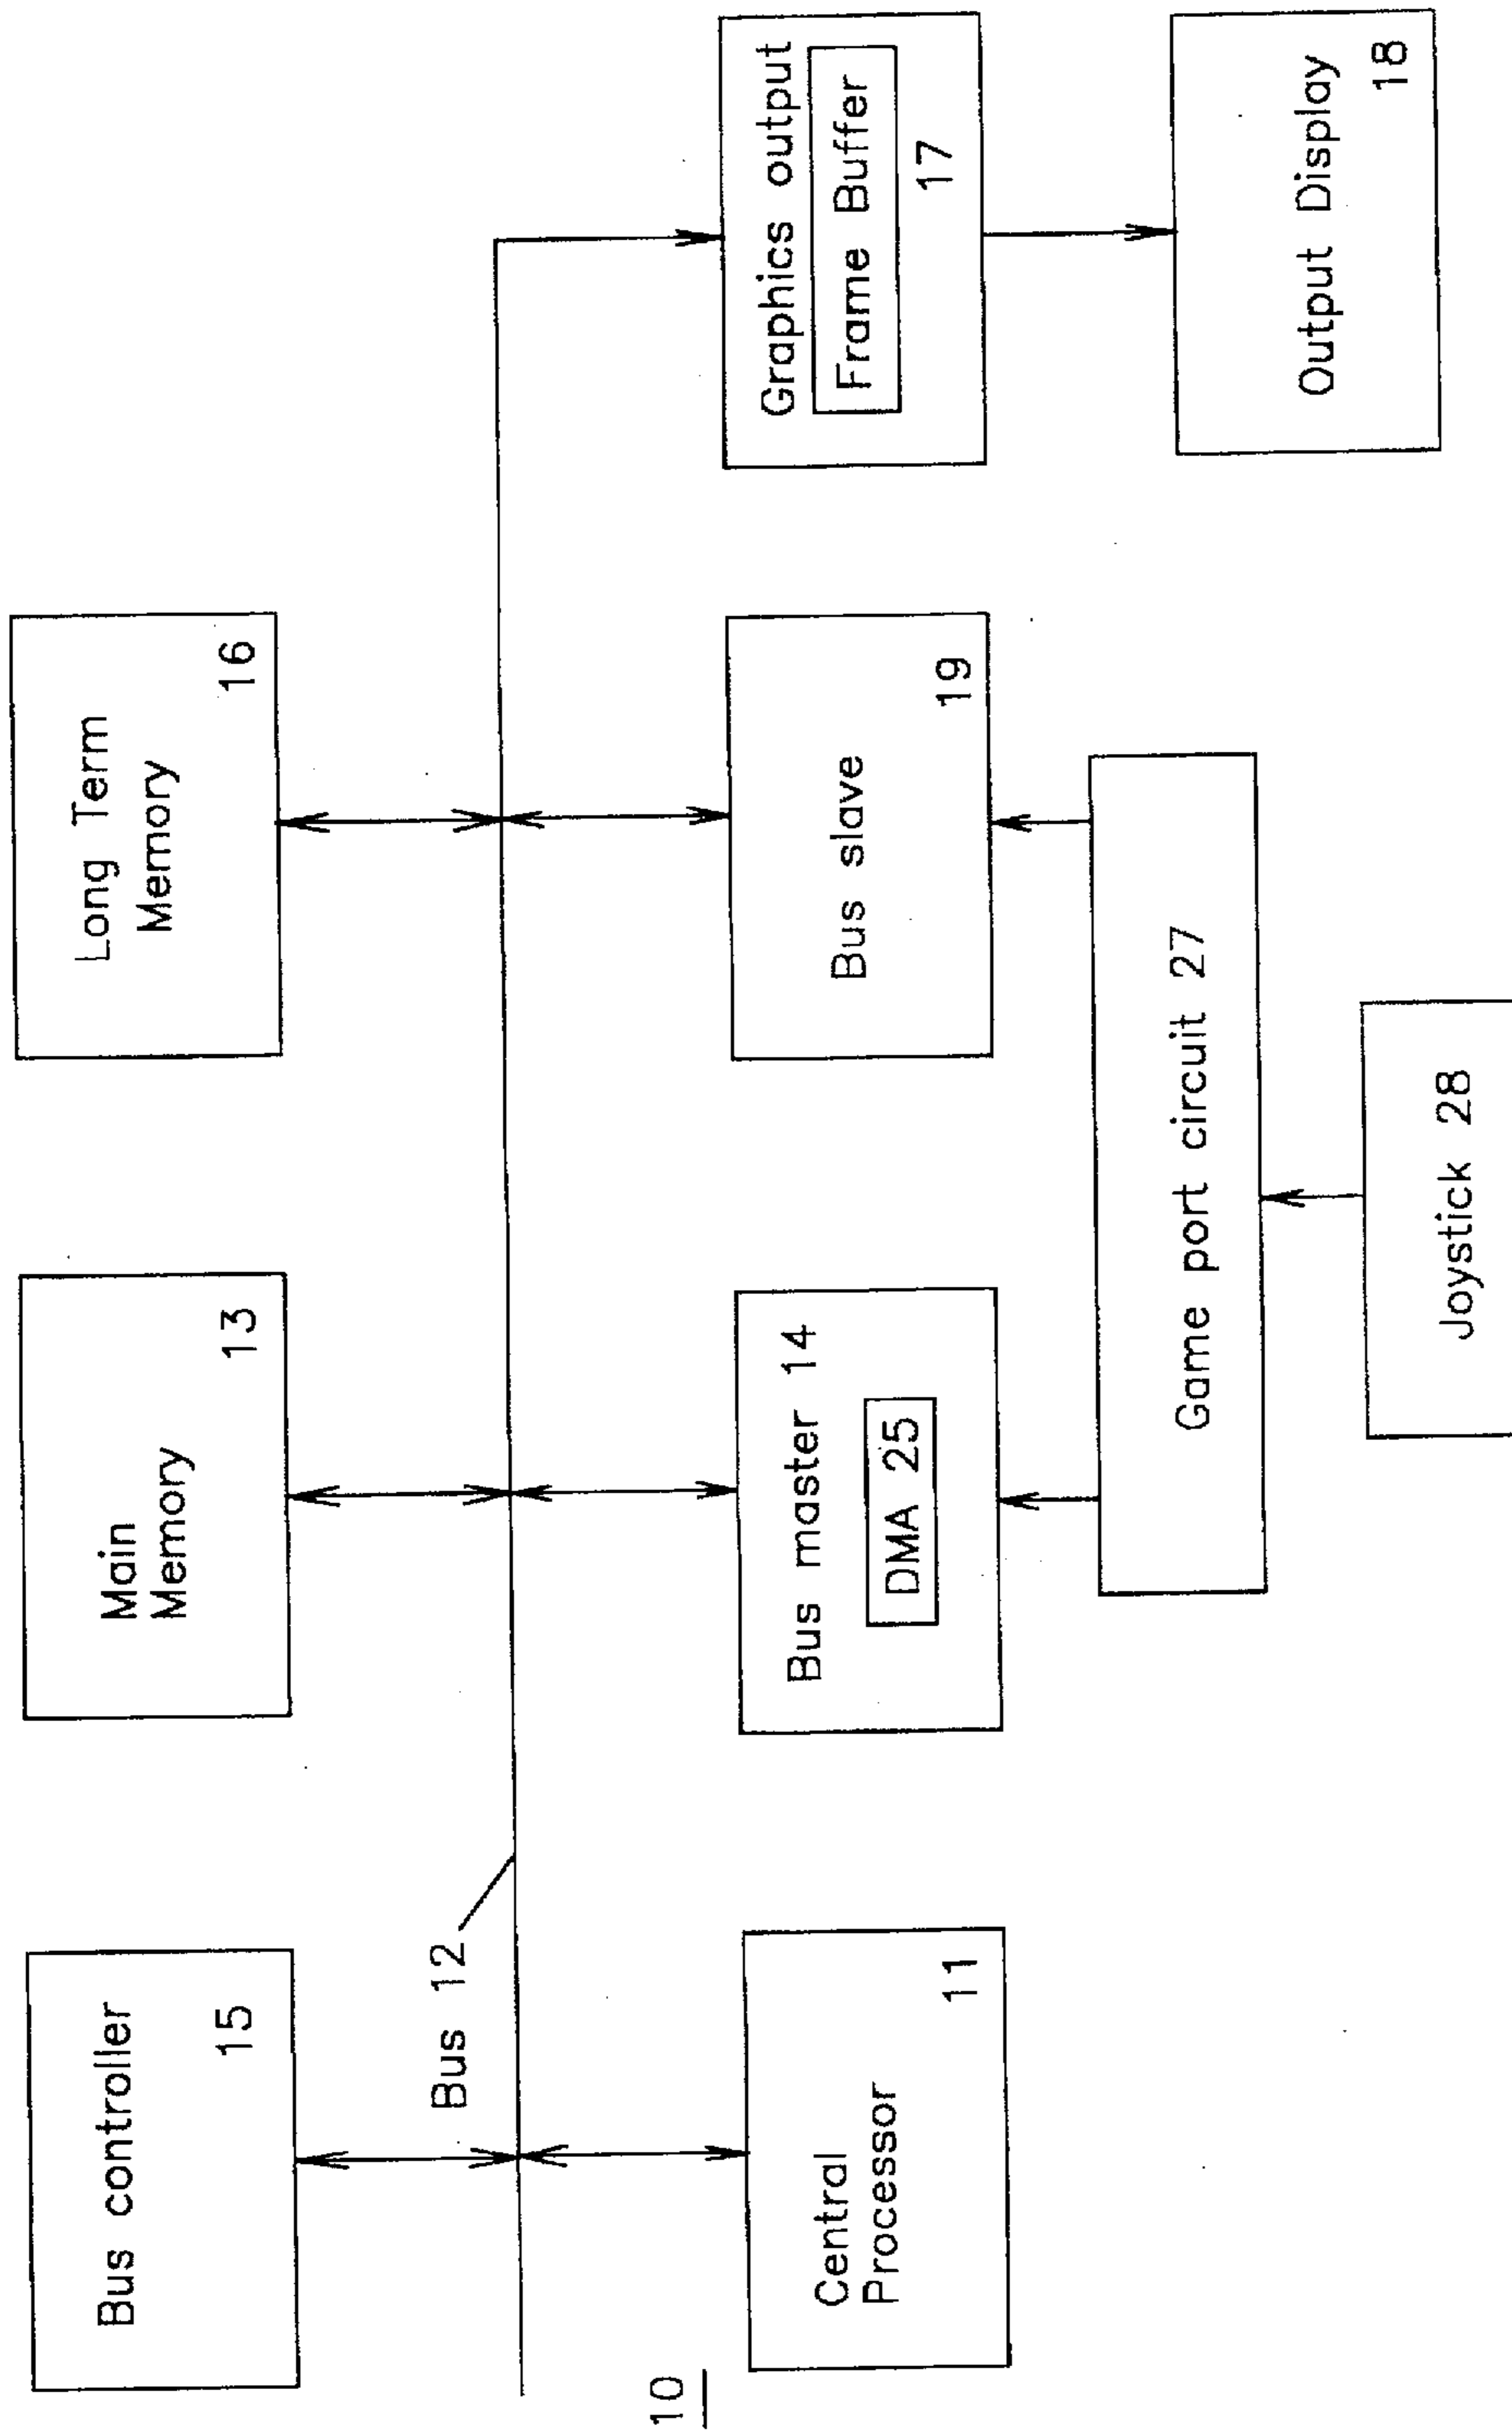 Bus controller
15
Main
Memory
13
Long Term
Memory
16
Bus 12
10
Central
Processor
11
Bus master 14
DMA 25
Bus slave
19
Graphics output
Frame Buffer
17
Game port circuit 27
Joystick 28
Output Display
18